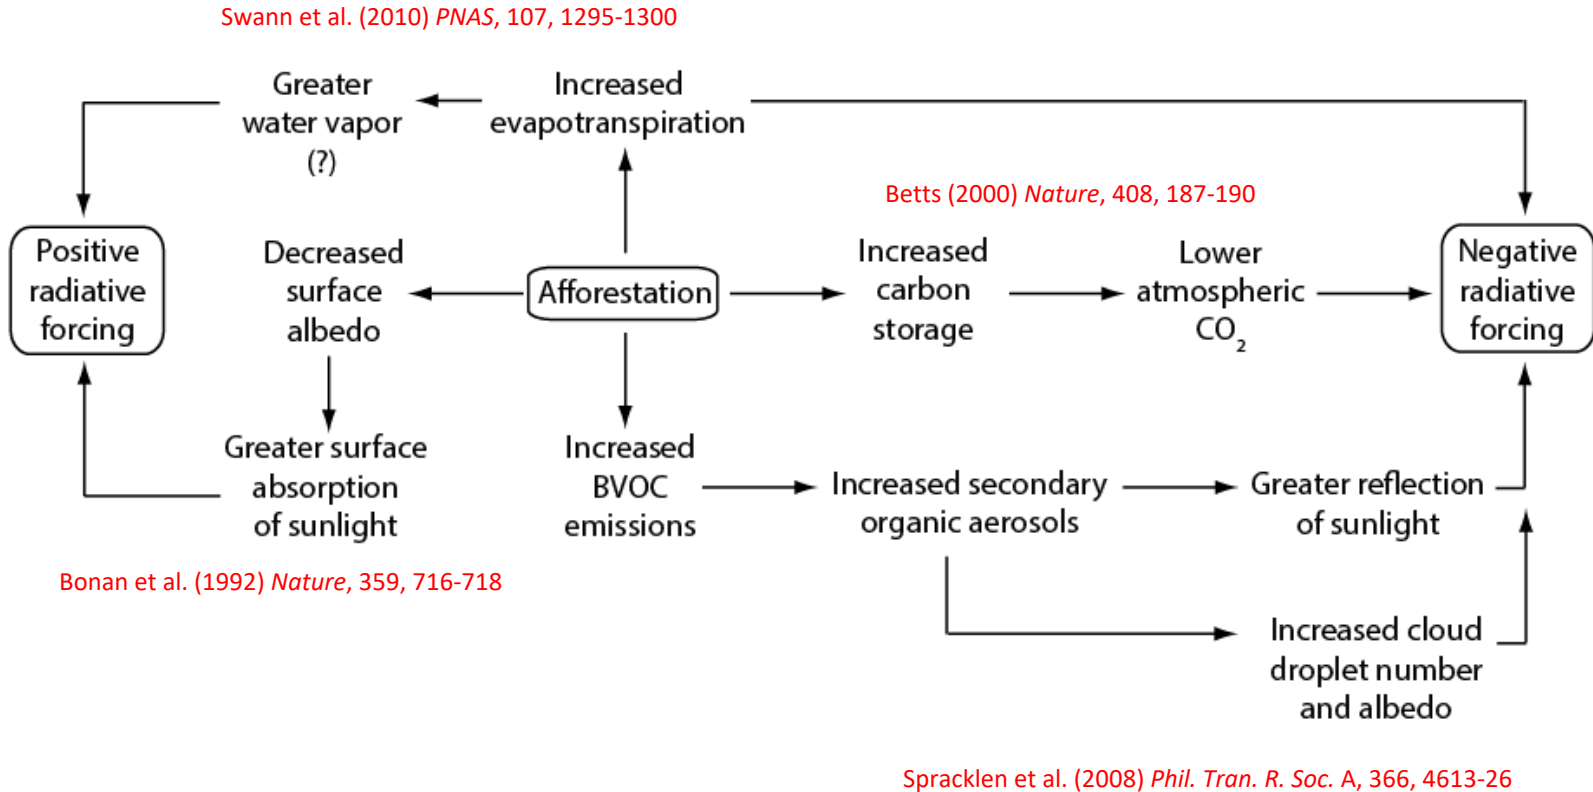 Swann et al. (2010) PNAS, 107, 1295-1300
Greater
water vapor
(?)
Increased
evapotranspiration
Betts (2000) Nature, 408, 187-190
Positive
radiative
forcing
Decreased
surface
albedo
Afforestation
Increased
carbon
storage
Lower
atmospheric
CO₂
Negative
radiative
forcing
Greater surface
absorption
of sunlight
Increased
BVOC
emissions
Increased secondary
organic aerosols
Greater reflection
of sunlight
Bonan et al. (1992) Nature, 359, 716-718
Increased cloud
droplet number
and albedo
Spracklen et al. (2008) Phil. Tran. R. Soc. A, 366, 4613-26